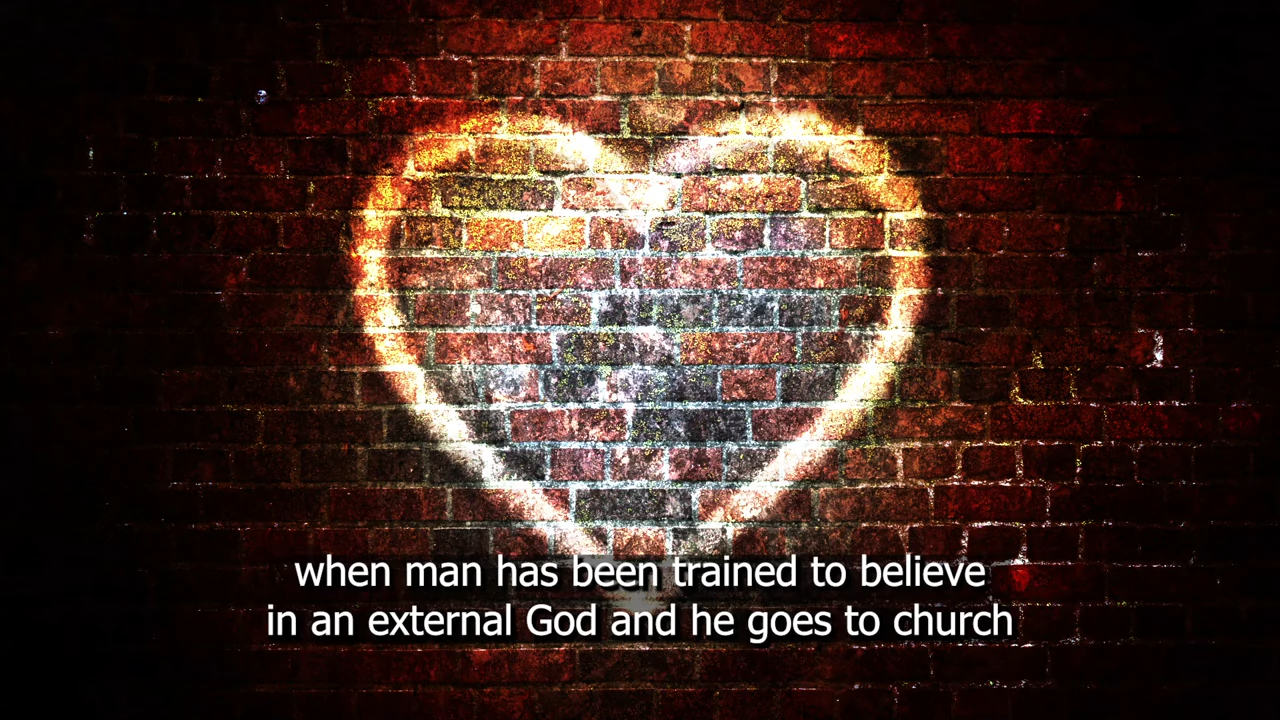 when man has been trained to believe
in an external God and he goes to church